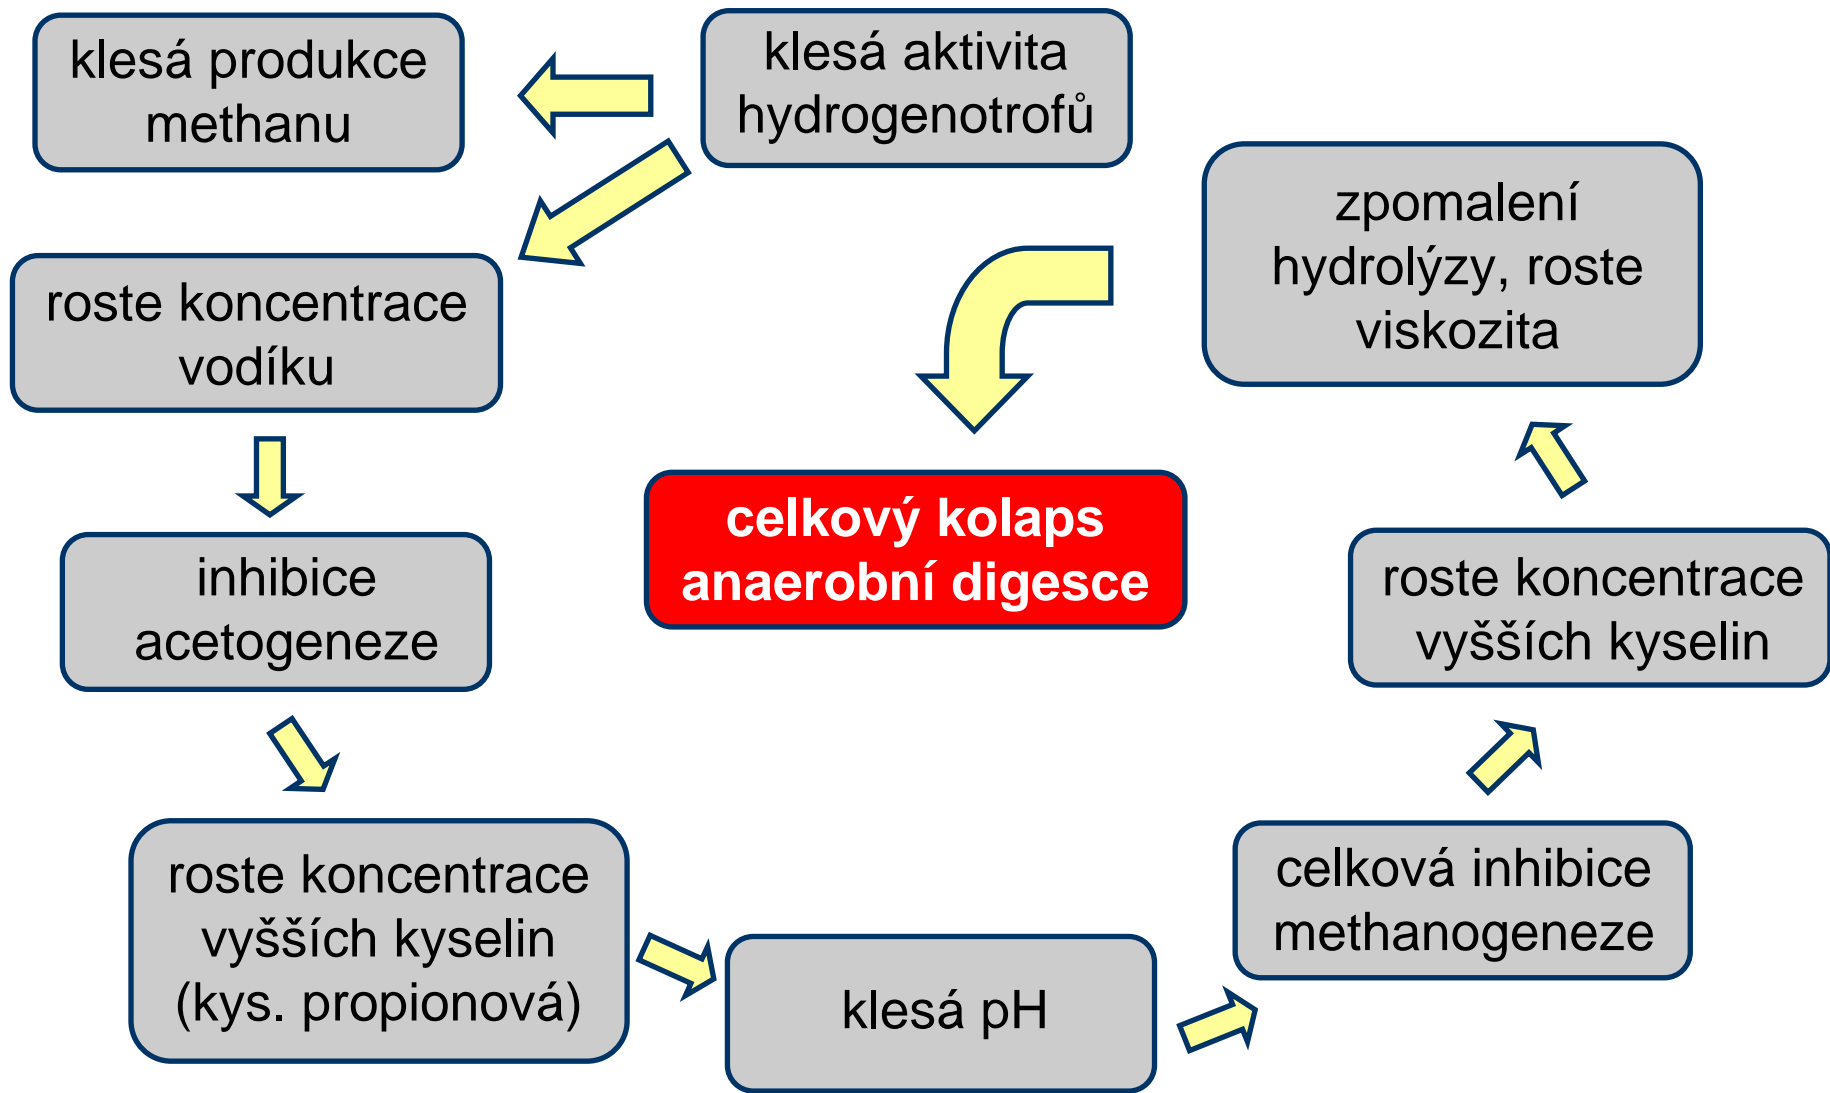 klesá produkce
methanu
klesá aktivita
hydrogenotrofů
roste koncentrace
vodíku
inhibice
acetogeneze
roste koncentrace
vyšších kyselin
(kys. propionová)
klesá pH
celková inhibice
methanogeneze
roste koncentrace
vyšších kyselin
zpomalení
hydrolýzy, roste
viskozita
celkový kolaps
anaerobní digesce